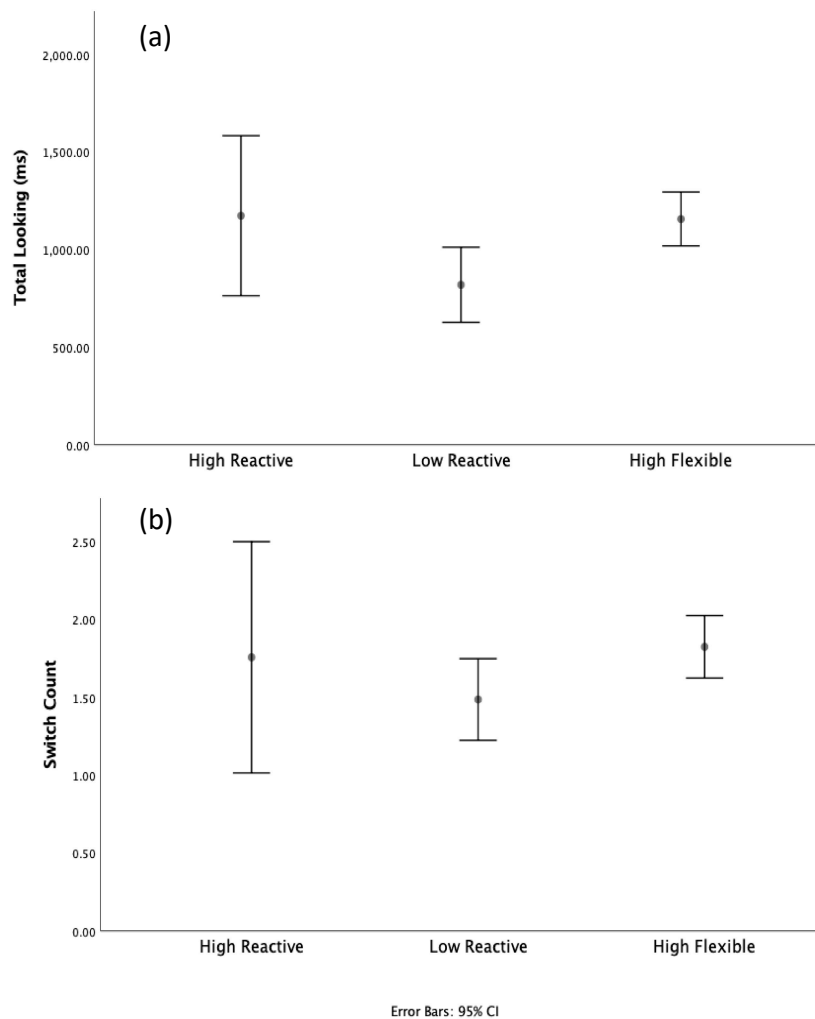 (a)
2,000.00
1,500.00
1,000.00
500.00
0.00
Total Looking (ms)
High Reactive Low Reactive High Flexible
(b)
2.50
2.00
1.50
1.00
0.50
0.00
Switch Count
High Reactive Low Reactive High Flexible
Error Bars: 95% CI